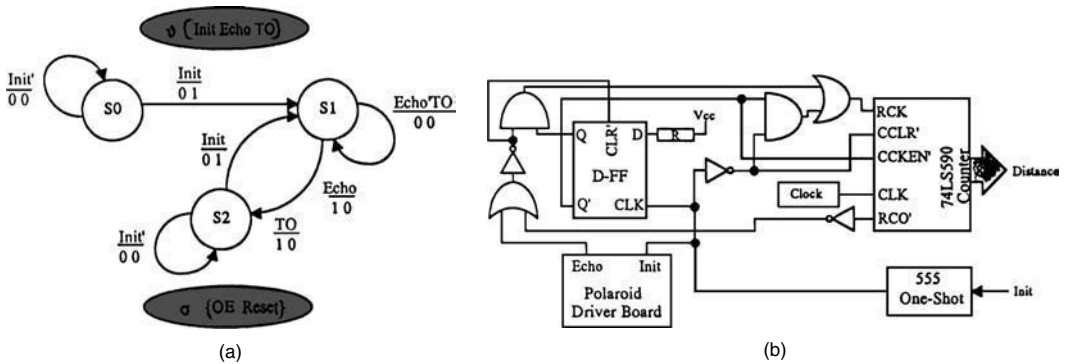 ν {Init Echo TO}
Init'
0 0
S0
Init
0 1
S1
Echo'TO
0 0
Init
0 1
Echo
1 0
S2
TO
1 0
Init'
0 0
σ {OE Reset}
(a)
Vcc
Q
CLR'
D
R
D-FF
Q'
CLK
RCK
CCLR'
CCKEN'
CLK
RCO'
74LS590
Counter
Distance
Clock
Echo
Init
Polaroid
Driver Board
555
One-Shot
Init
(b)